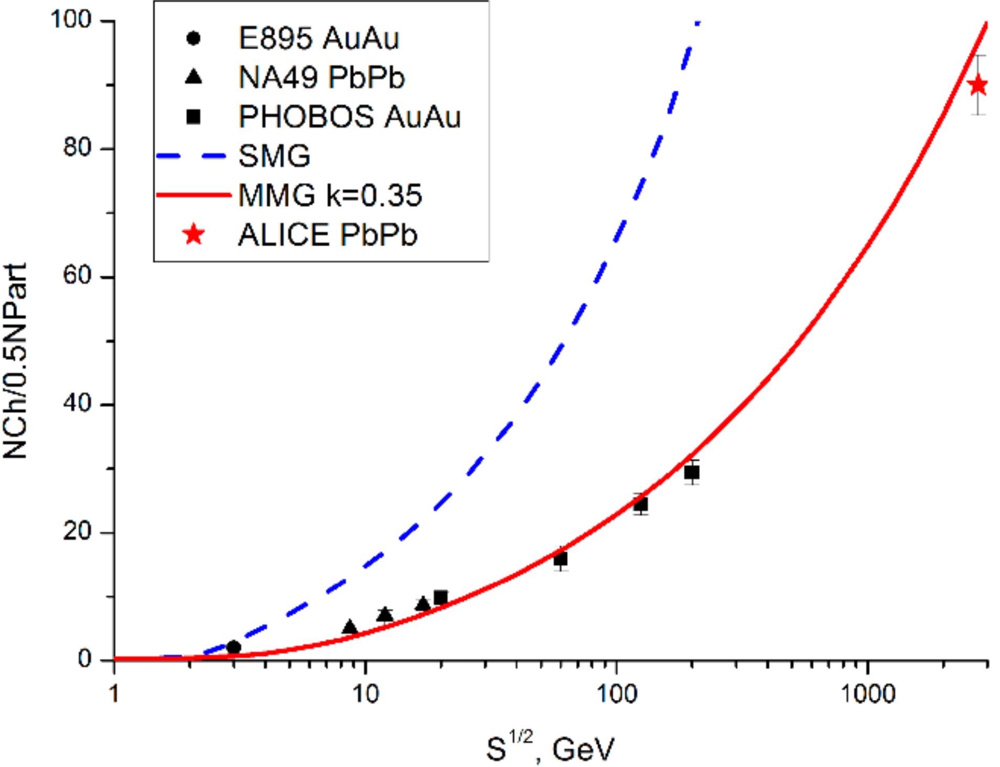 E895 AuAu
NA49 PbPb
PHOBOS AuAu
SMG
MMG k=0.35
ALICE PbPb
100
80
60
40
20
0
NCh/0.5NPart
1 10 100 1000
S^1/2, GeV